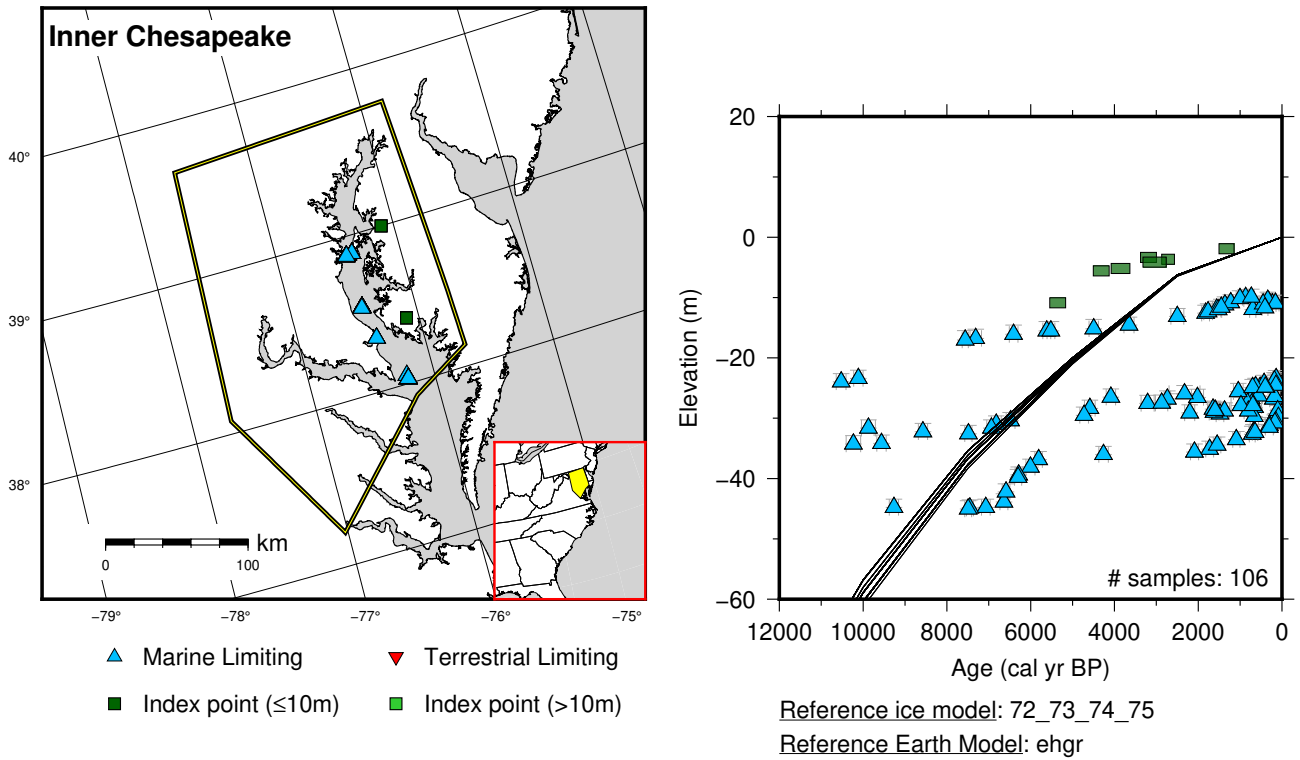 Inner Chesapeake
40°
39°
38°
km
0 100
−79° −78° −77° −76° −75°
Marine Limiting
Terrestrial Limiting
Index point (≤10m)
Index point (>10m)
20
0
−20
−40
−60
Elevation (m)
# samples: 106
12000 10000 8000 6000 4000 2000 0
Age (cal yr BP)
Reference ice model: 72_73_74_75
Reference Earth Model: ehgr